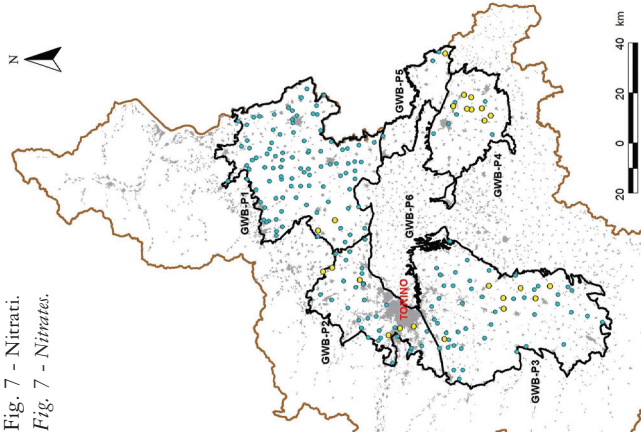 Fig. 7 - Nitrati.
Fig. 7 - Nitrates.
N
GWB-P1
GWB-P2
GWB-P5
GWB-P6
TORINO
GWB-P4
GWB-P3
km
20 0 20 40